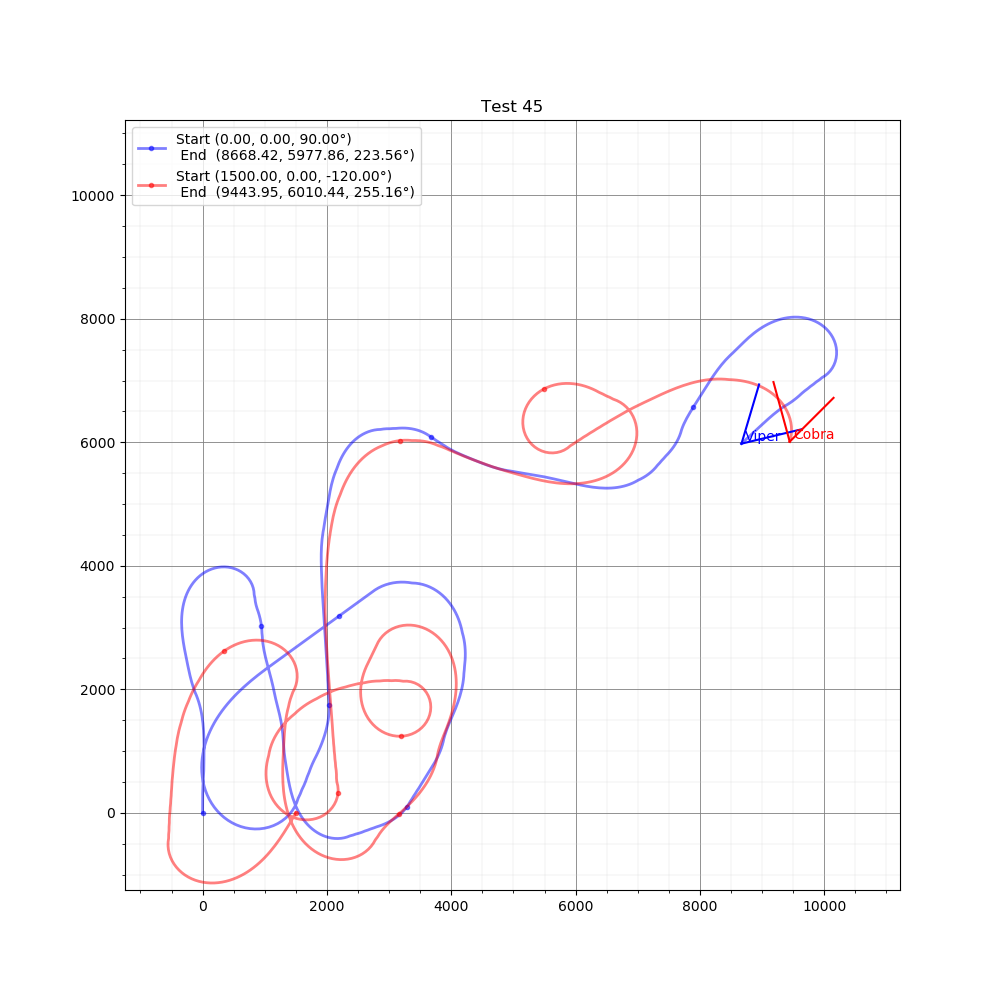 Test 45
Start (0.00, 0.00, 90.00°)
End (8668.42, 5977.86, 223.56°)
Start (1500.00, 0.00, -120.00°)
End (9443.95, 6010.44, 255.16°)
10000
8000
6000
4000
2000
0
Viper
Cobra
0 2000 4000 6000 8000 10000